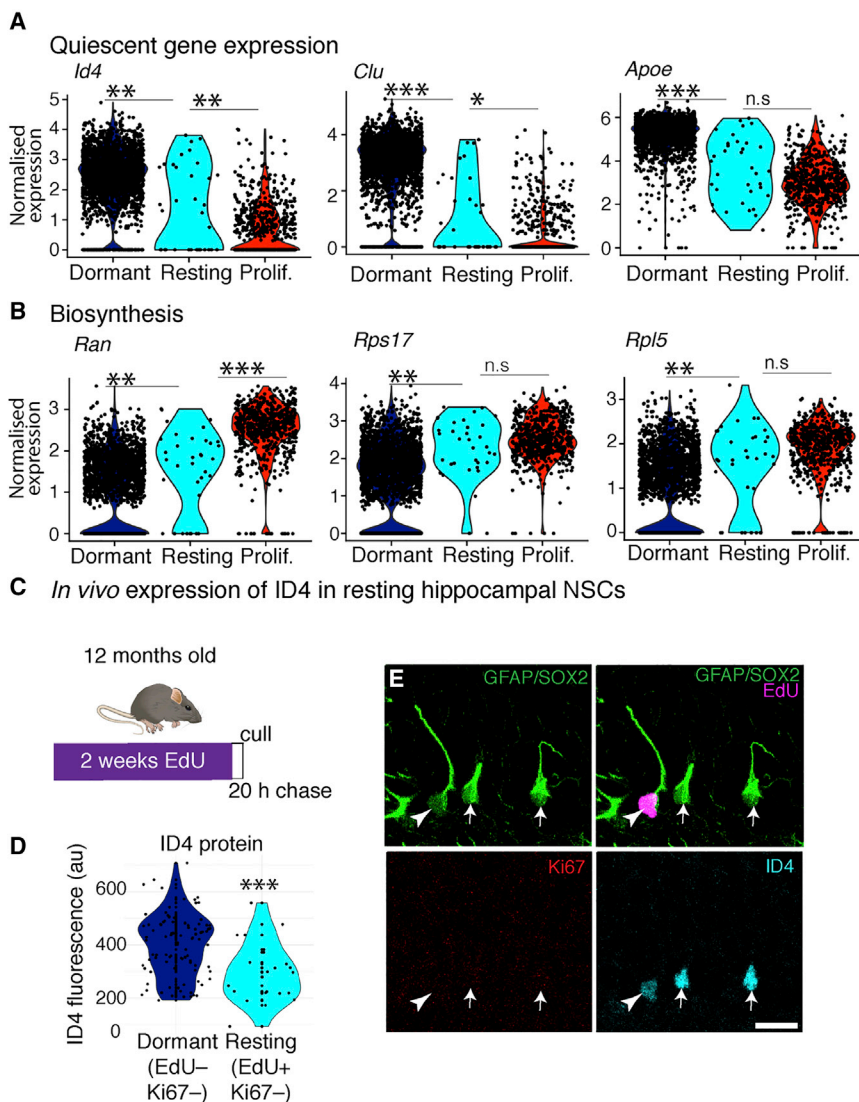 A
Quiescent gene expression
Id4
Clu
Apoe
** **
*** *
*** n.s
Normalised
expression
5
4
3
2
1
0
4
2
0
6
4
2
0
Dormant Resting Prolif.
Dormant Resting Prolif.
Dormant Resting Prolif.
B
Biosynthesis
Ran
Rps17
Rpl5
** ***
** n.s
** n.s
Normalised
expression
3
2
1
0
4
3
2
1
0
3
2
1
0
Dormant Resting Prolif.
Dormant Resting Prolif.
Dormant Resting Prolif.
C
In vivo expression of ID4 in resting hippocampal NSCs
12 months old
cull
2 weeks EdU
20 h chase
D
ID4 protein
***
ID4 fluorescence (au)
600
400
200
0
Dormant Resting
(EdU– (EdU+
Ki67–) Ki67–)
E
GFAP/SOX2
GFAP/SOX2
EdU
Ki67
ID4